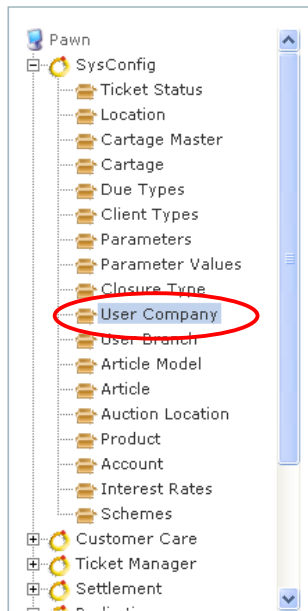 Pawn
SysConfig
Ticket Status
Location
Cartage Master
Cartage
Due Types
Client Types
Parameters
Parameter Values
Closure Type
User Company
User Branch
Article Model
Article
Auction Location
Product
Account
Interest Rates
Schemes
Customer Care
Ticket Manager
Settlement